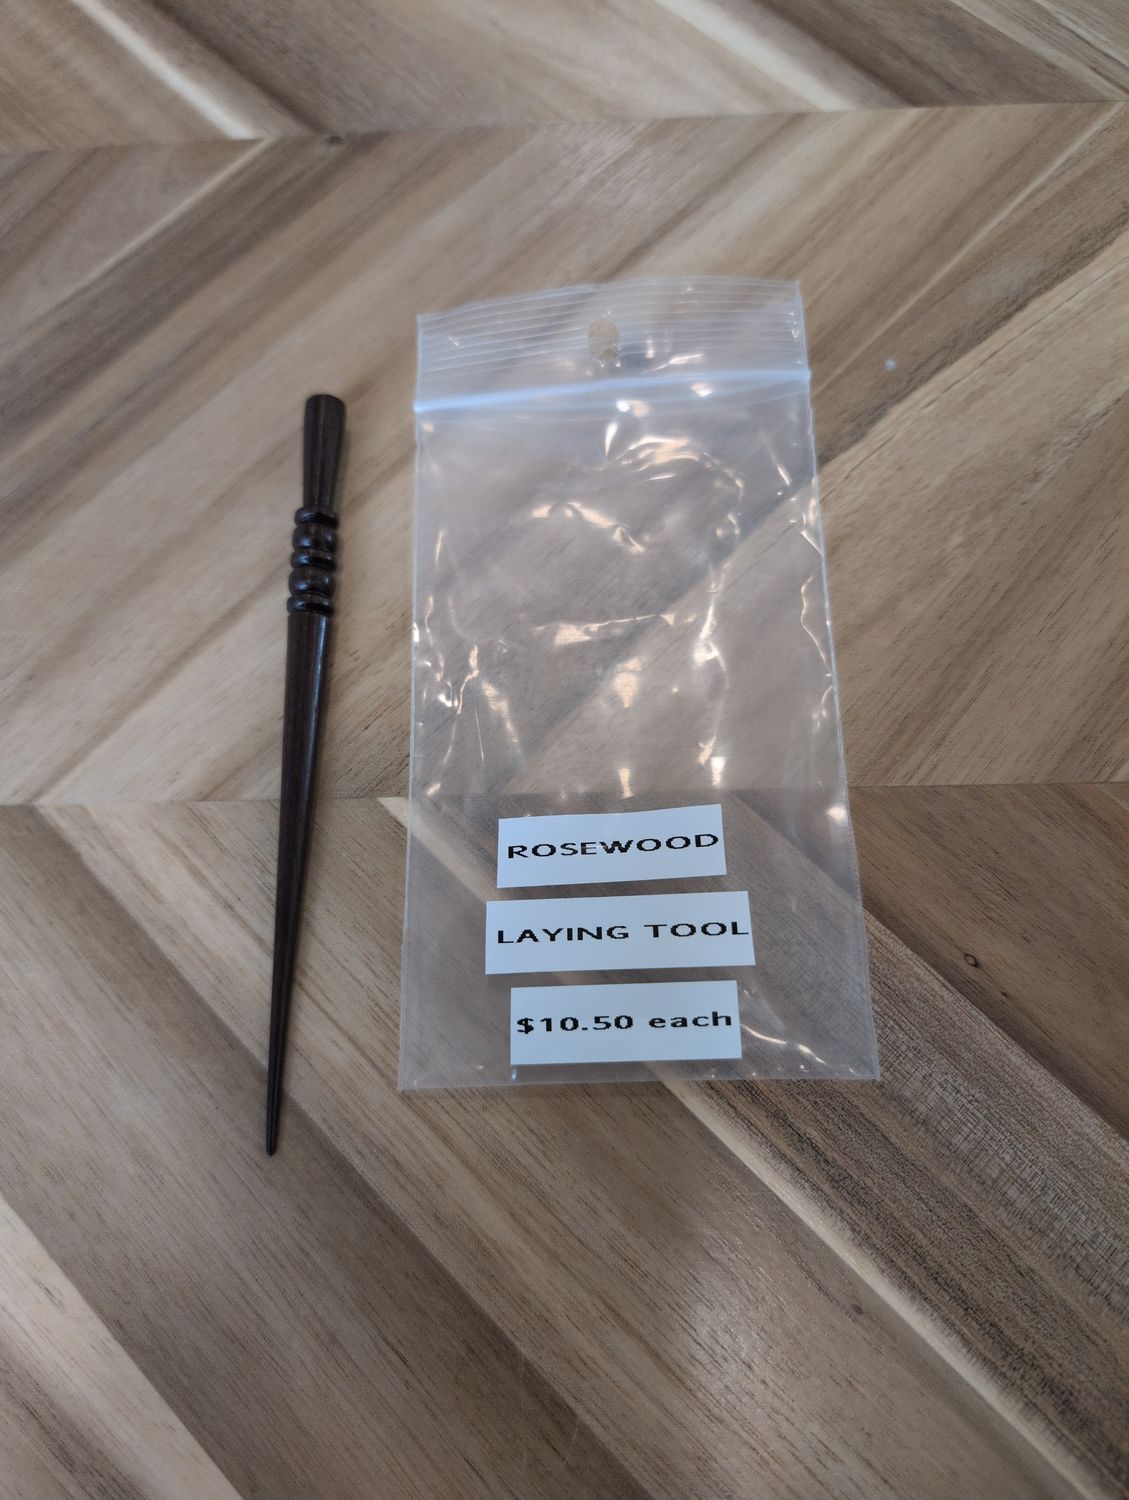 ROSEWOOD
LAYING TOOL
$10.50 each